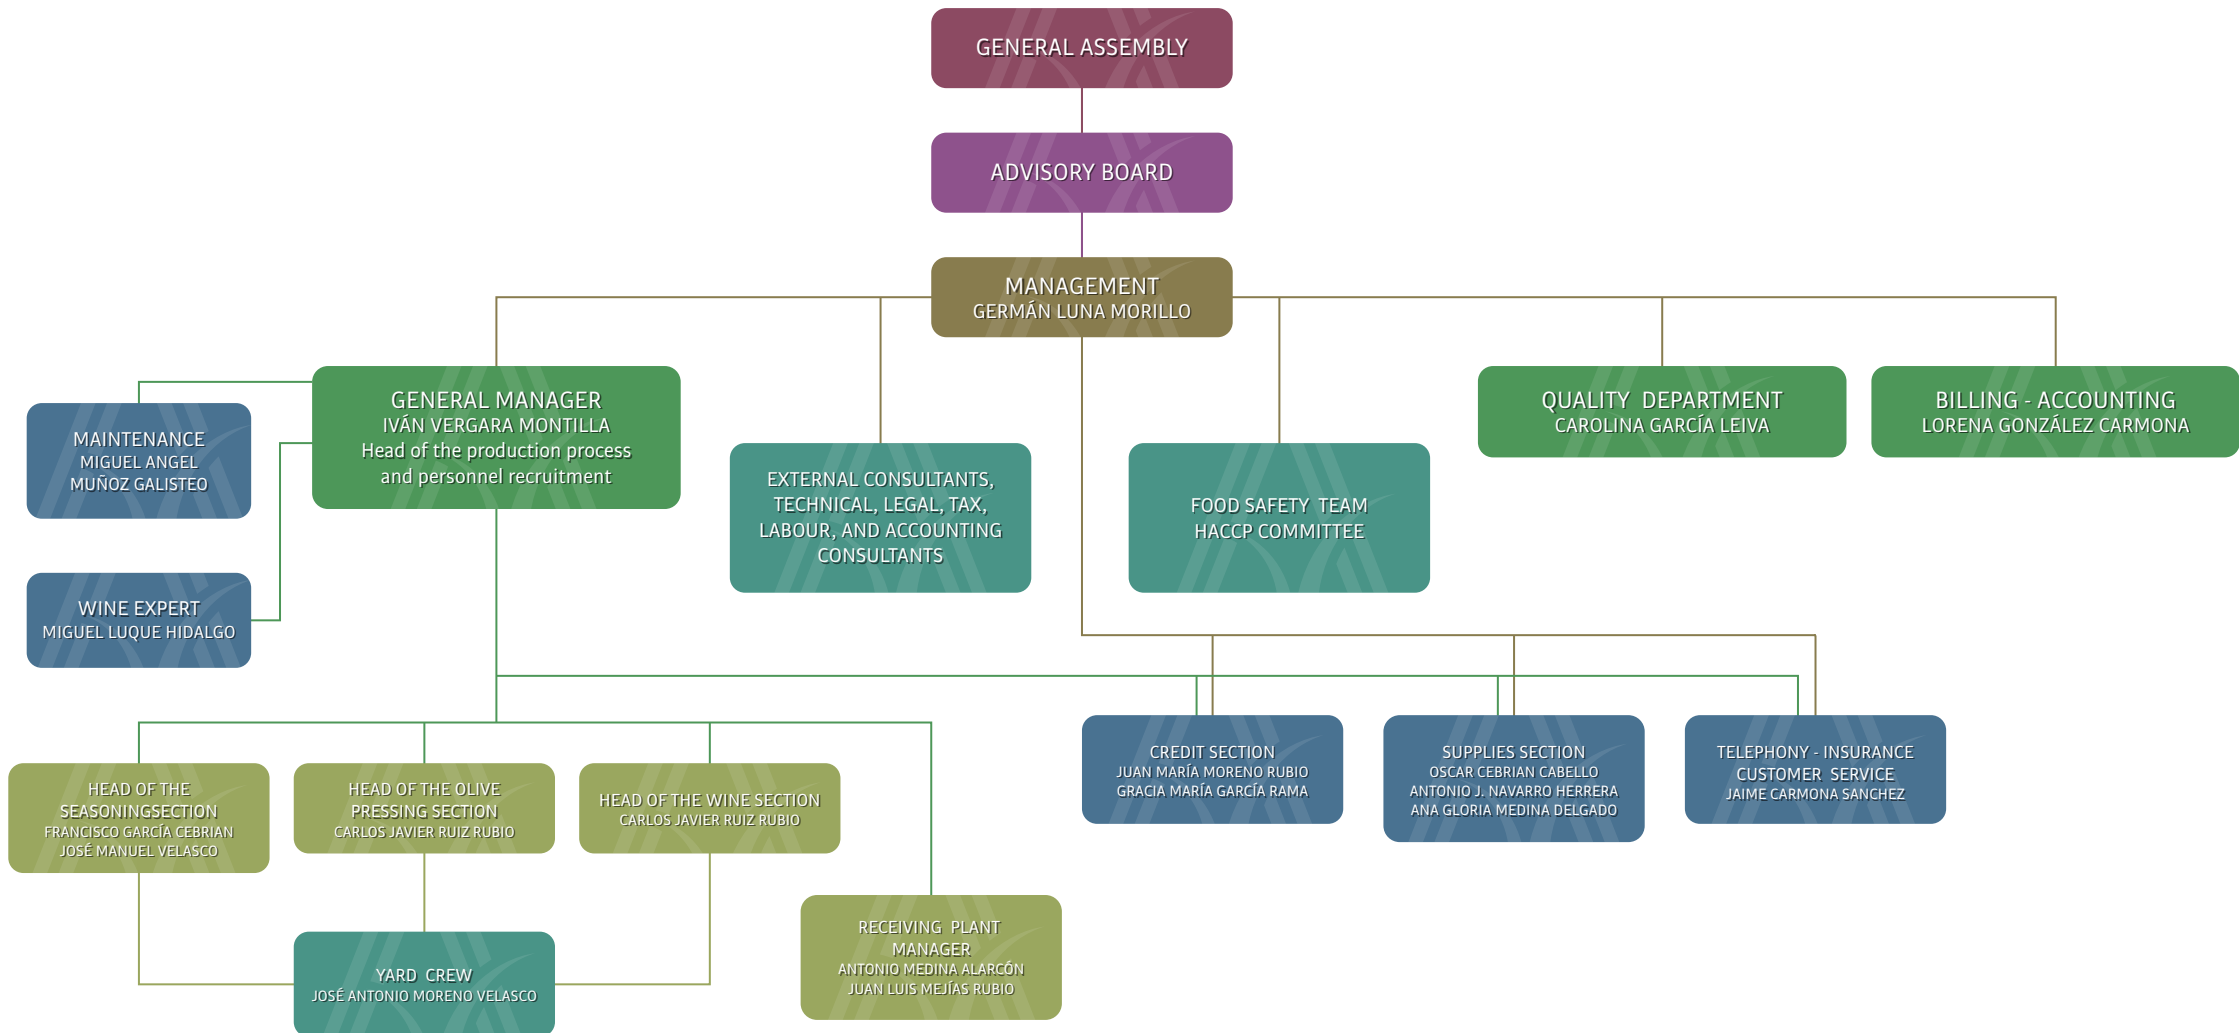 GENERAL ASSEMBLY
ADVISORY BOARD
MANAGEMENT
GERMÁN LUNA MORILLO
GENERAL MANAGER
IVÁN VERGARA MONTILLA
Head of the production process
and personnel recruitment
QUALITY DEPARTMENT
CAROLINA GARCÍA LEIVA
BILLING - ACCOUNTING
LORENA GONZÁLEZ CARMONA
MAINTENANCE
MIGUEL ANGEL
MUÑOZ GALISTEO
EXTERNAL CONSULTANTS,
TECHNICAL, LEGAL, TAX,
LABOUR, AND ACCOUNTING
CONSULTANTS
FOOD SAFETY TEAM
HACCP COMMITTEE
WINE EXPERT
MIGUEL LUQUE HIDALGO
CREDIT SECTION
JUAN MARÍA MORENO RUBIO
GRACIA MARÍA GARCÍA RAMA
SUPPLIES SECTION
OSCAR CEBRIAN CABELLO
ANTONIO J. NAVARRO HERRERA
ANA GLORIA MEDINA DELGADO
TELEPHONY - INSURANCE
CUSTOMER SERVICE
JAIME CARMONA SANCHEZ
HEAD OF THE
SEASONINGSECTION
FRANCISCO GARCÍA CEBRIAN
JOSÉ MANUEL VELASCO
HEAD OF THE OLIVE
PRESSING SECTION
CARLOS JAVIER RUIZ RUBIO
HEAD OF THE WINE SECTION
CARLOS JAVIER RUIZ RUBIO
RECEIVING PLANT
MANAGER
ANTONIO MEDINA ALARCÓN
JUAN LUIS MEJÍAS RUBIO
YARD CREW
JOSÉ ANTONIO MORENO VELASCO